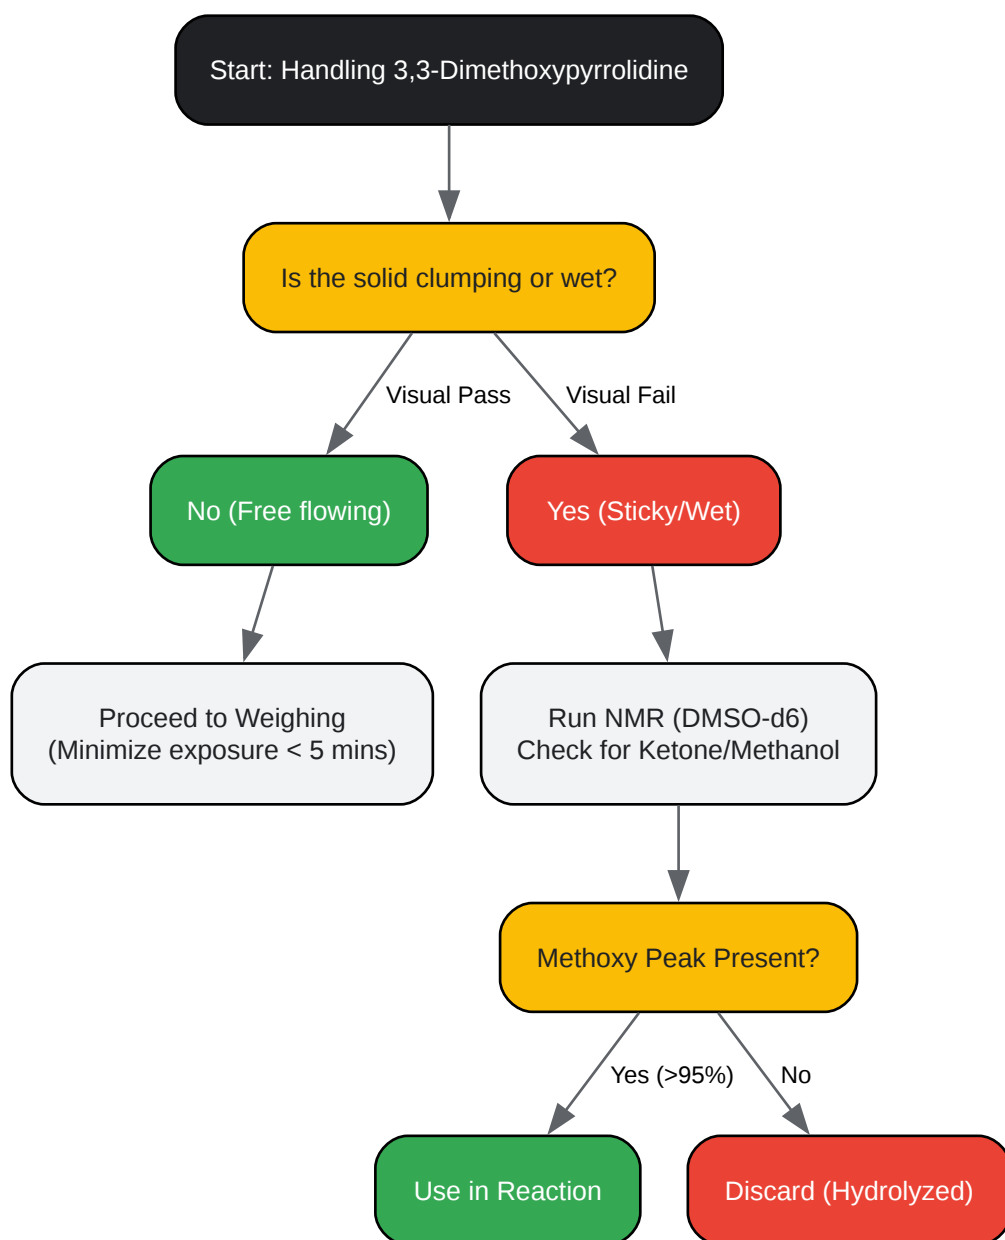 Start: Handling 3,3-Dimethoxypyrrolidine
Is the solid clumping or wet?
Visual Pass
Visual Fail
No (Free flowing)
Yes (Sticky/Wet)
Proceed to Weighing
(Minimize exposure < 5 mins)
Run NMR (DMSO-d6)
Check for Ketone/Methanol
Methoxy Peak Present?
Yes (>95%)
No
Use in Reaction
Discard (Hydrolyzed)